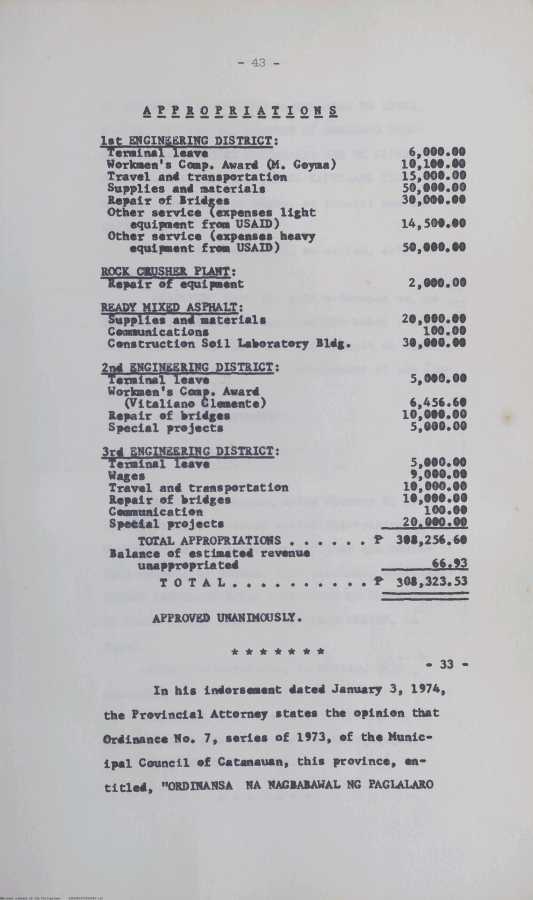 - 43 -
APPROPRIATIONS
1st ENGINEERING DISTRICT:
Terminal leave 6,000.00
Workmen's Comp. Award (M. Goyma) 10,100.00
Travel and transportation 15,000.00
Supplies and materials 50,000.00
Repair of Bridges 30,000.00
Other service (expenses light
equipment from USAID) 14,500.00
Other service (expenses heavy
equipment from USAID) 50,000.00
ROCK CRUSHER PLANT:
Repair of equipment 2,000.00
READY MIXED ASPHALT:
Supplies and materials 20,000.00
Communications 100.00
Construction Soil Laboratory Bldg. 30,000.00
2nd ENGINEERING DISTRICT:
Terminal leave 5,000.00
Workmen's Comp. Award
(Vitaliano Clemente) 6,456.60
Repair of bridges 10,000.00
Special projects 5,000.00
3rd ENGINEERING DISTRICT:
Terminal leave 5,000.00
Wages 9,000.00
Travel and transportation 10,000.00
Repair of bridges 10,000.00
Communication 100.00
Special projects 20,000.00
TOTAL APPROPRIATIONS . . . . . . ₱ 308,256.60
Balance of estimated revenue
unappropriated 66.93
T O T A L . . . . . . . . . . . ₱ 308,323.53
APPROVED UNANIMOUSLY.
* * * * * * *
- 33 -
In his indorsement dated January 3, 1974,
the Provincial Attorney states the opinion that
Ordinance No. 7, series of 1973, of the Munic-
ipal Council of Catanauan, this province, en-
titled, "ORDINANSA NA NAGBABAWAL NG PAGLALARO